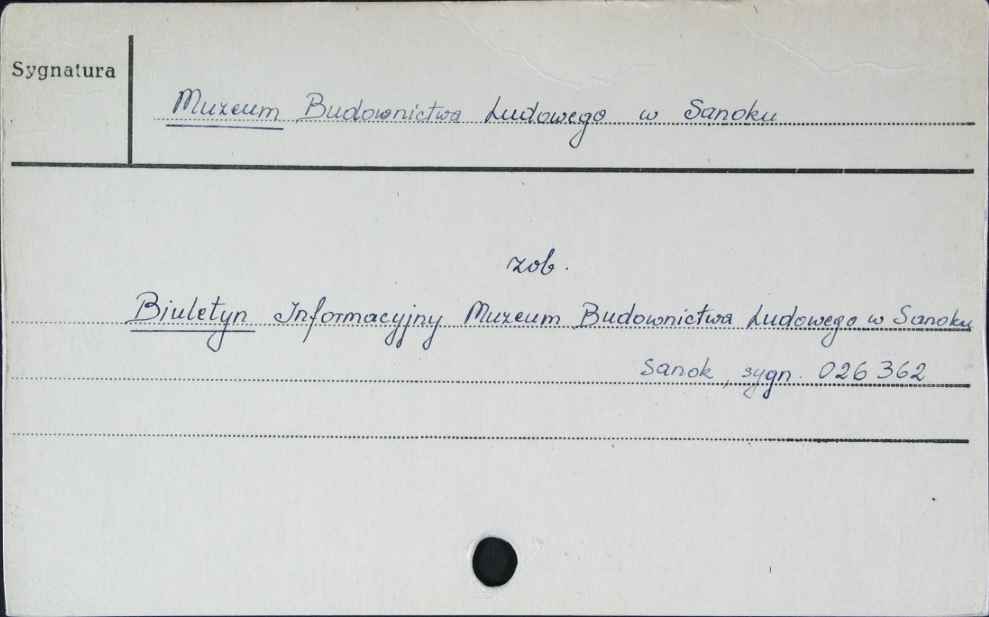 Sygnatura
Muzeum Budownictwa Ludowego w Sanoku
zob.
Biuletyn Informacyjny Muzeum Budownictwa Ludowego w Sanoku
Sanok, sygn. 026 362